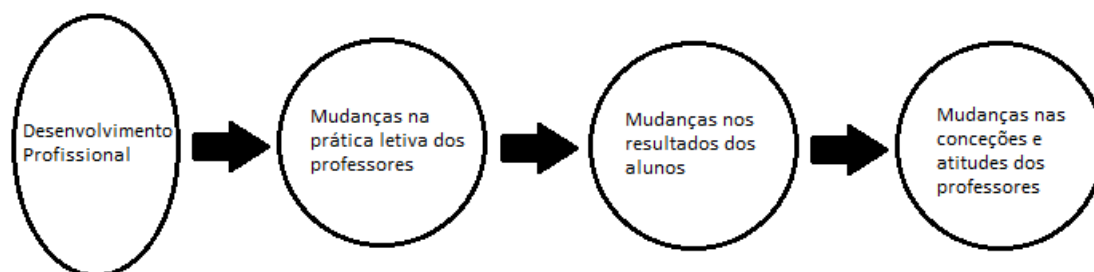 Desenvolvimento
Profissional
Mudanças na
prática letiva dos
professores
Mudanças nos
resultados dos
alunos
Mudanças nas
conceções e
atitudes dos
professores